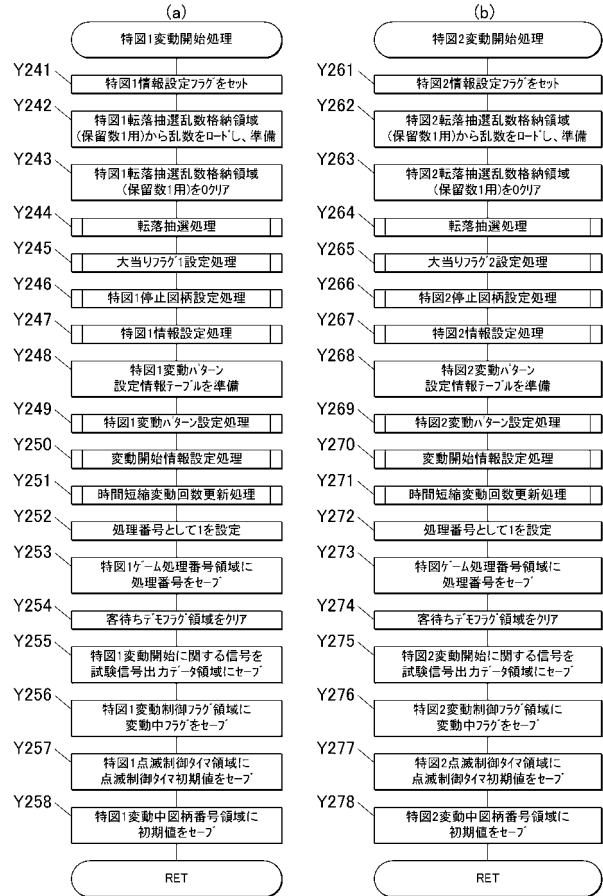 (a)
特図1変動開始処理
Y241
特図1情報設定フラグをセット
Y242
特図1転落抽選乱数格納領域
(保留数1用)から乱数をロードし、準備
Y243
特図1転落抽選乱数格納領域
(保留数1用)を0クリア
Y244
転落抽選処理
Y245
大当りフラグ1設定処理
Y246
特図1停止図柄設定処理
Y247
特図1情報設定処理
Y248
特図1変動パターン
設定情報テーブルを準備
Y249
特図1変動パターン設定処理
Y250
変動開始情報設定処理
Y251
時間短縮変動回数更新処理
Y252
処理番号として1を設定
Y253
特図1ゲーム処理番号領域に
処理番号をセーブ
Y254
客待ちデモフラグ領域をクリア
Y255
特図1変動開始に関する信号を
試験信号出力データ領域にセーブ
Y256
特図1変動制御フラグ領域に
変動中フラグをセーブ
Y257
特図1点滅制御タイマ領域に
点滅制御タイマ初期値をセーブ
Y258
特図1変動中図柄番号領域に
初期値をセーブ
RET
(b)
特図2変動開始処理
Y261
特図2情報設定フラグをセット
Y262
特図2転落抽選乱数格納領域
(保留数1用)から乱数をロードし、準備
Y263
特図2転落抽選乱数格納領域
(保留数1用)を0クリア
Y264
転落抽選処理
Y265
大当りフラグ2設定処理
Y266
特図2停止図柄設定処理
Y267
特図2情報設定処理
Y268
特図2変動パターン
設定情報テーブルを準備
Y269
特図2変動パターン設定処理
Y270
変動開始情報設定処理
Y271
時間短縮変動回数更新処理
Y272
処理番号として1を設定
Y273
特図ゲーム処理番号領域に
処理番号をセーブ
Y274
客待ちデモフラグ領域をクリア
Y275
特図2変動開始に関する信号を
試験信号出力データ領域にセーブ
Y276
特図2変動制御フラグ領域に
変動中フラグをセーブ
Y277
特図2点滅制御タイマ領域に
点滅制御タイマ初期値をセーブ
Y278
特図2変動中図柄番号領域に
初期値をセーブ
RET